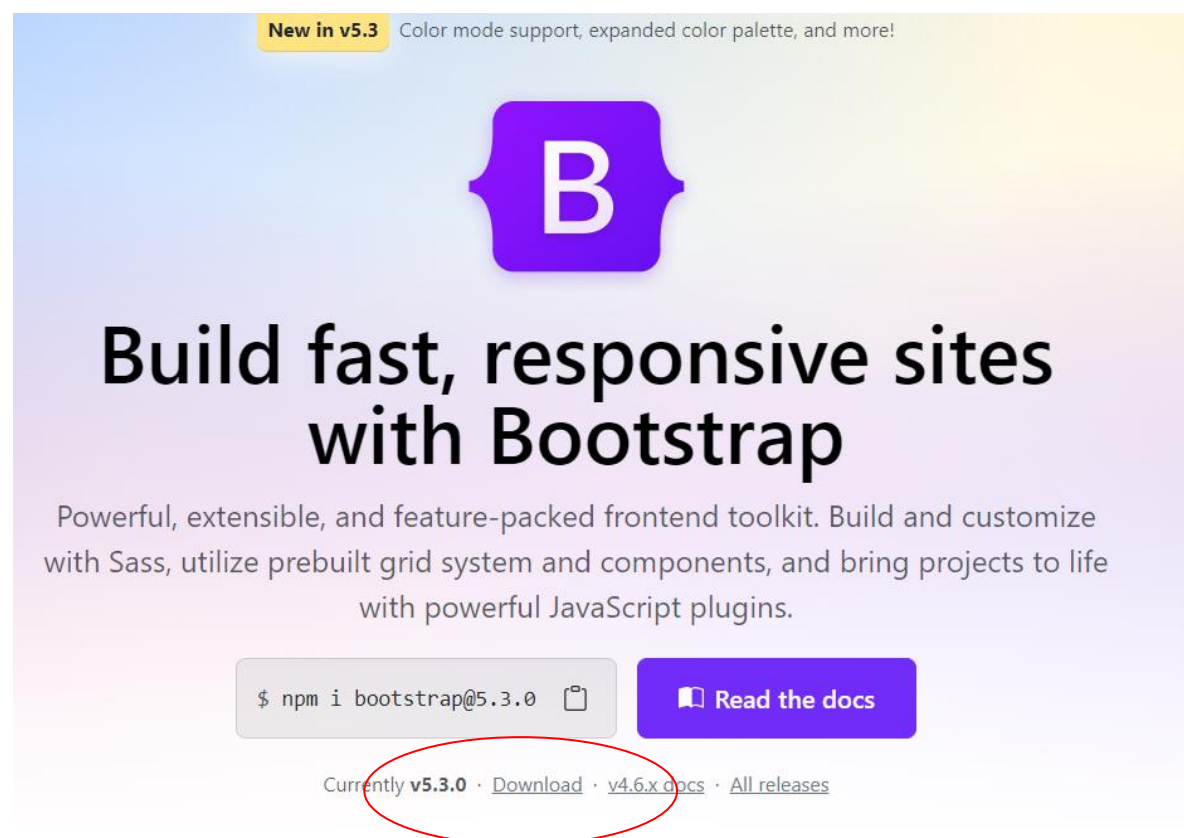 New in v5.3 Color mode support, expanded color palette, and more!
B
Build fast, responsive sites
with Bootstrap
Powerful, extensible, and feature-packed frontend toolkit. Build and customize
with Sass, utilize prebuilt grid system and components, and bring projects to life
with powerful JavaScript plugins.
$ npm i bootstrap@5.3.0 Read the docs
Currently v5.3.0 · Download · v4.6.x docs · All releases